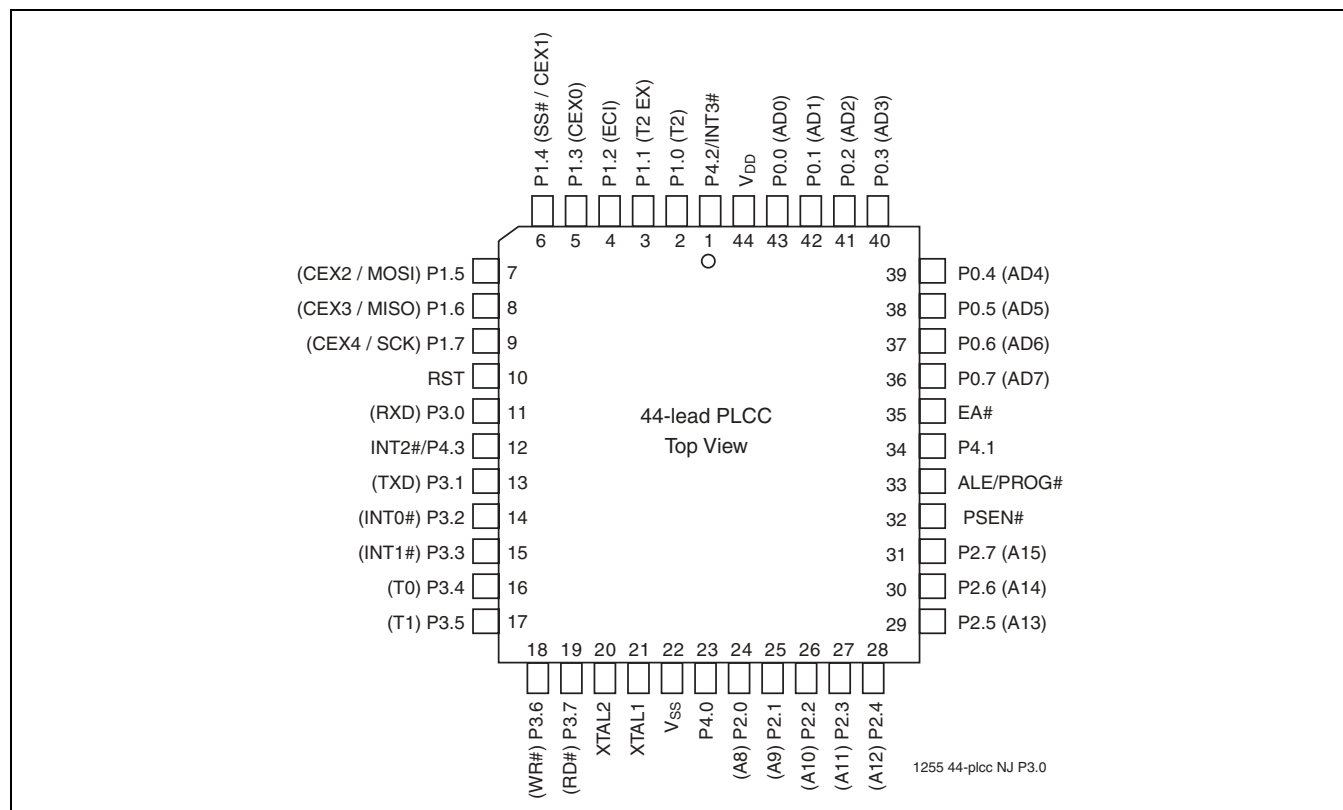 P1.4 (SS# / CEX1)
P1.3 (CEX0)
P1.2 (ECI)
P1.1 (T2 EX)
P1.0 (T2)
P4.2/INT3#
VDD
P0.0 (AD0)
P0.1 (AD1)
P0.2 (AD2)
P0.3 (AD3)
6 5 4 3 2 1 44 43 42 41 40
(CEX2 / MOSI) P1.5 7
(CEX3 / MISO) P1.6 8
(CEX4 / SCK) P1.7 9
RST 10
(RXD) P3.0 11
INT2#/P4.3 12
(TXD) P3.1 13
(INT0#) P3.2 14
(INT1#) P3.3 15
(T0) P3.4 16
(T1) P3.5 17
44-lead PLCC
Top View
39 P0.4 (AD4)
38 P0.5 (AD5)
37 P0.6 (AD6)
36 P0.7 (AD7)
35 EA#
34 P4.1
33 ALE/PROG#
32 PSEN#
31 P2.7 (A15)
30 P2.6 (A14)
29 P2.5 (A13)
18 19 20 21 22 23 24 25 26 27 28
(WR#) P3.6
(RD#) P3.7
XTAL2
XTAL1
VSS
P4.0
(A8) P2.0
(A9) P2.1
(A10) P2.2
(A11) P2.3
(A12) P2.4
1255 44-plcc NJ P3.0